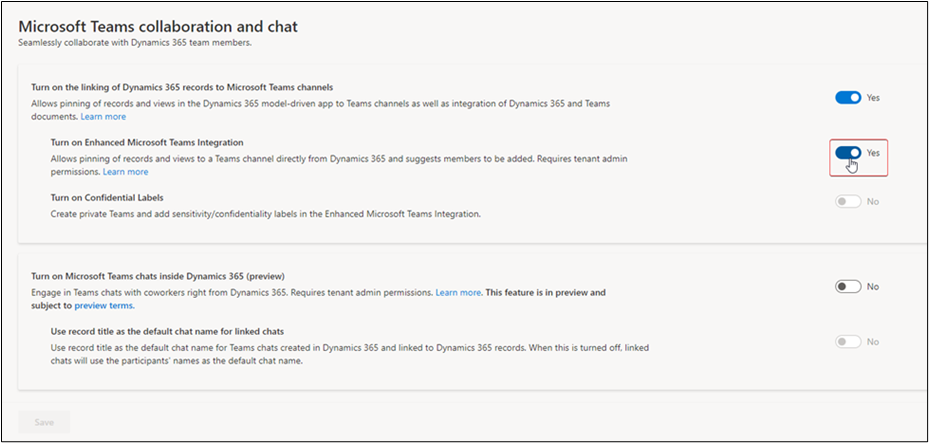 Microsoft Teams collaboration and chat
Seamlessly collaborate with Dynamics 365 team members.
Turn on the linking of Dynamics 365 records to Microsoft Teams channels
Allows pinning of records and views in the Dynamics 365 model-driven app to Teams channels as well as integration of Dynamics 365 and Teams
documents. Learn more
Yes
Turn on Enhanced Microsoft Teams Integration
Allows pinning of records and views to a Teams channel directly from Dynamics 365 and suggests members to be added. Requires tenant admin
permissions. Learn more
Yes
Turn on Confidential Labels
Create private Teams and add sensitivity/confidentiality labels in the Enhanced Microsoft Teams Integration.
No
Turn on Microsoft Teams chats inside Dynamics 365 (preview)
Engage in Teams chats with coworkers right from Dynamics 365. Requires tenant admin permissions. Learn more. This feature is in preview and
subject to preview terms.
No
Use record title as the default chat name for linked chats
Use record title as the default chat name for Teams chats created in Dynamics 365 and linked to Dynamics 365 records. When this is turned off, linked
chats will use the participants' names as the default chat name.
No
Save